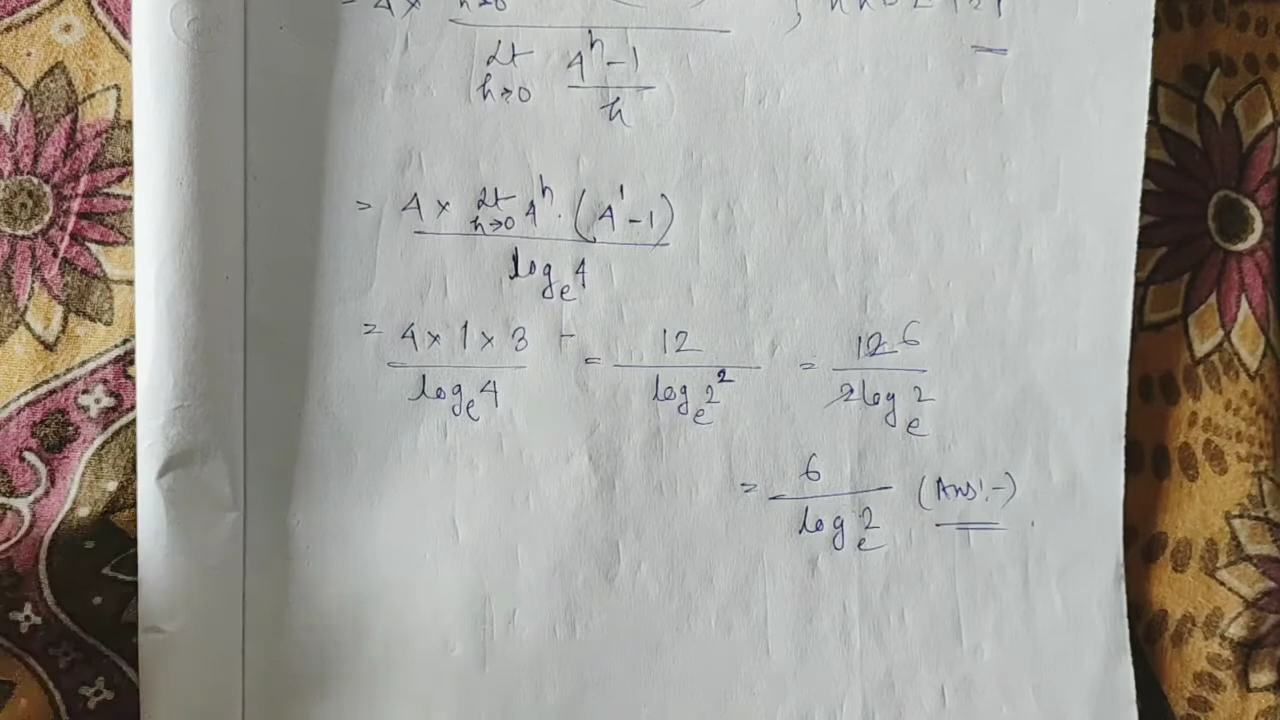 = 4 ×
Lt 4^h - 1
h→0 h
= 4 × Lt 4^h · (4' - 1)
h→0
log_e 4
= 4 × 1 × 3 = 12 = 12 6
log_e 4 log_e 2^2 2 log_e 2
= 6 (Ans:-)
log_e 2